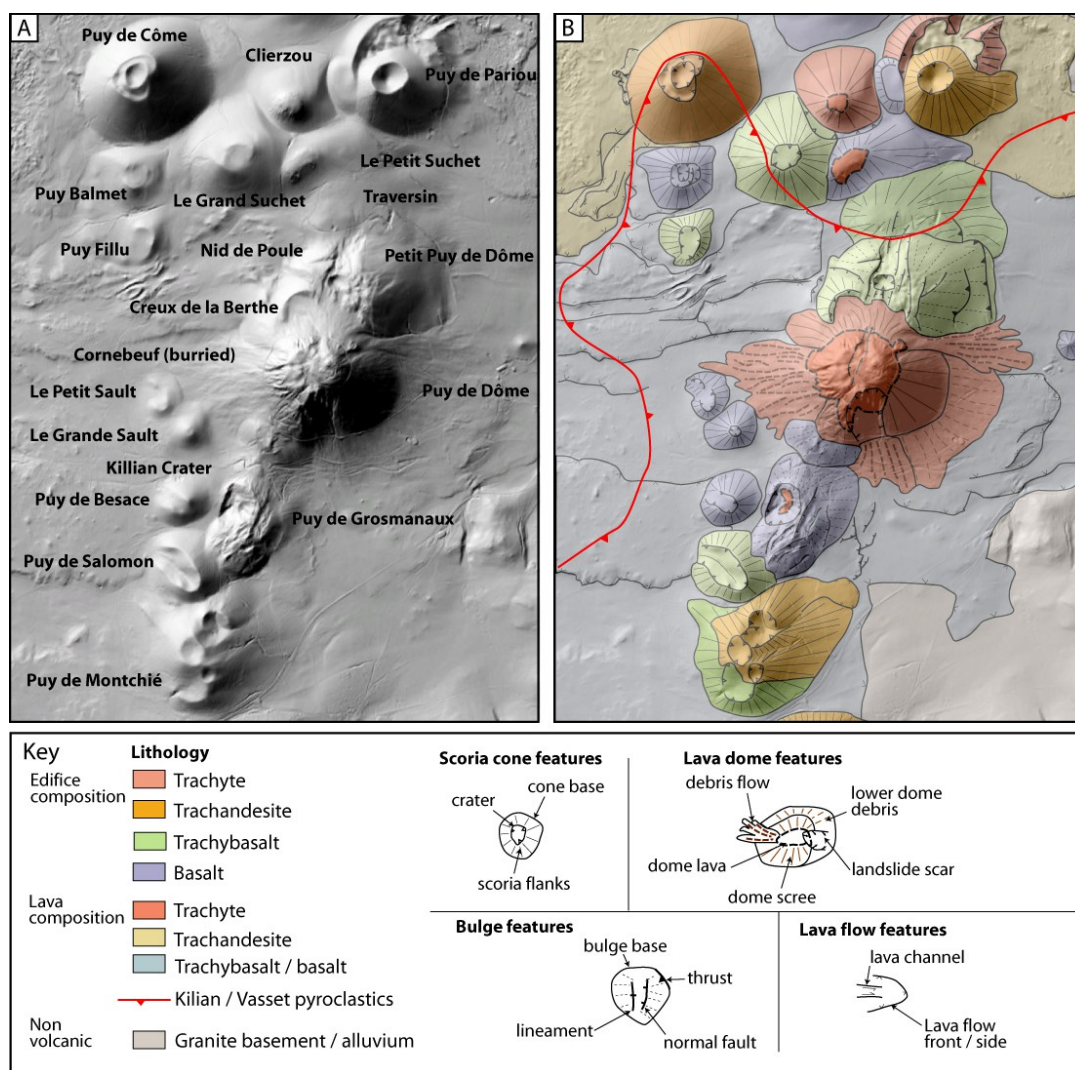 A
Puy de Côme
Clierzou
Puy de Pariou
Le Petit Suchet
Puy Balmet
Le Grand Suchet
Traversin
Puy Fillu
Nid de Poule
Petit Puy de Dôme
Creux de la Berthe
Cornebeuf (burried)
Le Petit Sault
Puy de Dôme
Le Grande Sault
Killian Crater
Puy de Besace
Puy de Grosmanaux
Puy de Salomon
Puy de Montchié
B
Key
Edifice
composition
Lithology
Trachyte
Trachandesite
Trachybasalt
Basalt
Lava
composition
Trachyte
Trachandesite
Trachybasalt / basalt
Kilian / Vasset pyroclastics
Non
volcanic
Granite basement / alluvium
Scoria cone features
crater
cone base
scoria flanks
Lava dome features
debris flow
lower dome
debris
dome lava
landslide scar
dome scree
Bulge features
bulge base
thrust
lineament
normal fault
Lava flow features
lava channel
Lava flow
front / side